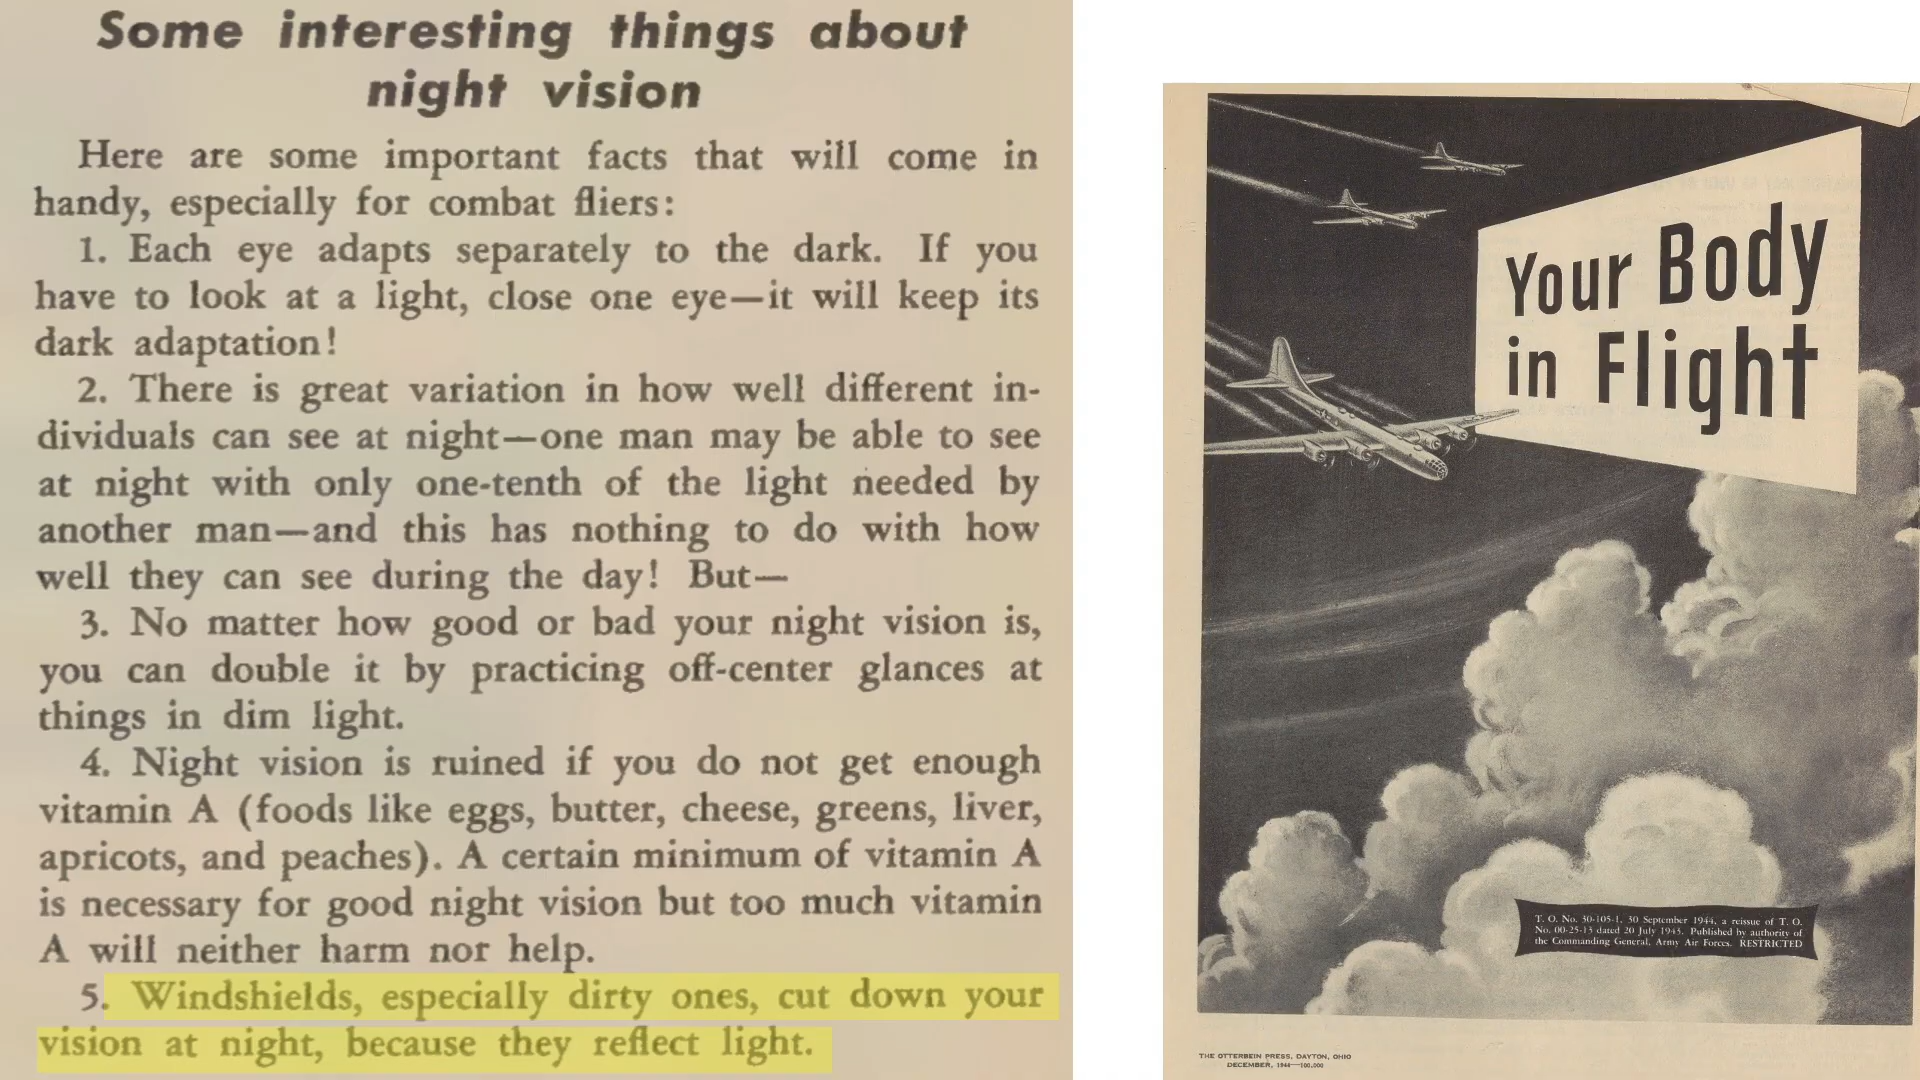 Some interesting things about
night vision
Here are some important facts that will come in
handy, especially for combat fliers:
1. Each eye adapts separately to the dark. If you
have to look at a light, close one eye—it will keep its
dark adaptation!
2. There is great variation in how well different in-
dividuals can see at night—one man may be able to see
at night with only one-tenth of the light needed by
another man—and this has nothing to do with how
well they can see during the day! But—
3. No matter how good or bad your night vision is,
you can double it by practicing off-center glances at
things in dim light.
4. Night vision is ruined if you do not get enough
vitamin A (foods like eggs, butter, cheese, greens, liver,
apricots, and peaches). A certain minimum of vitamin A
is necessary for good night vision but too much vitamin
A will neither harm nor help.
5. Windshields, especially dirty ones, cut down your
vision at night, because they reflect light.
Your Body
in Flight
T. O. No. 30-105-1, 30 September 1944, a reissue of T. O.
No. 00-25-13 dated 20 July 1943. Published by authority of
the Commanding General, Army Air Forces. RESTRICTED
THE OTTERBEIN PRESS, DAYTON, OHIO
DECEMBER, 1944—100,000